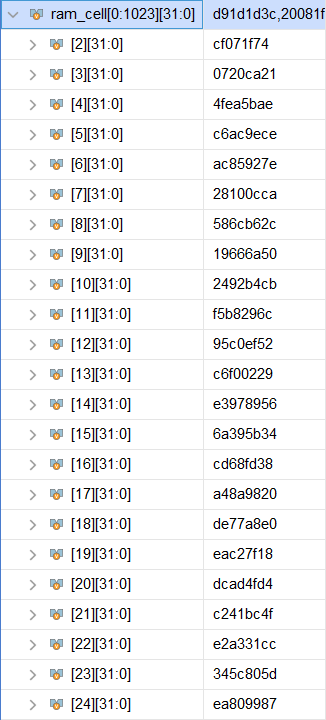 ram_cell[0:1023][31:0] d91d1d3c,20081f
[2][31:0] cf071f74
[3][31:0] 0720ca21
[4][31:0] 4fea5bae
[5][31:0] c6ac9ece
[6][31:0] ac85927e
[7][31:0] 28100cca
[8][31:0] 586cb62c
[9][31:0] 19666a50
[10][31:0] 2492b4cb
[11][31:0] f5b8296c
[12][31:0] 95c0ef52
[13][31:0] c6f00229
[14][31:0] e3978956
[15][31:0] 6a395b34
[16][31:0] cd68fd38
[17][31:0] a48a9820
[18][31:0] de77a8e0
[19][31:0] eac27f18
[20][31:0] dcad4fd4
[21][31:0] c241bc4f
[22][31:0] e2a331cc
[23][31:0] 345c805d
[24][31:0] ea809987